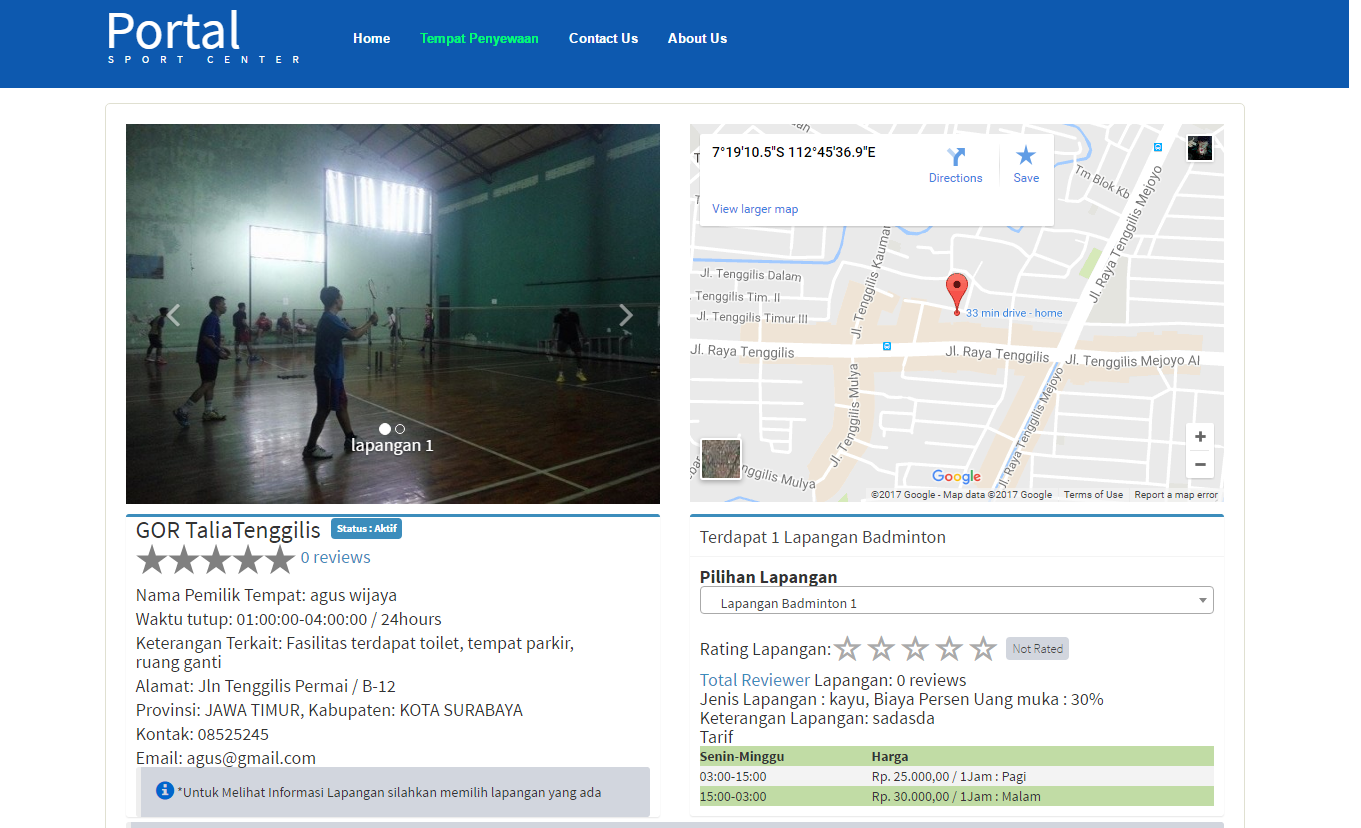 Portal
SPORT CENTER
Home
Tempat Penyewaan
Contact Us
About Us
lapangan 1
7°19'10.5"S 112°45'36.9"E
Directions
Save
View larger map
Tm Blok Kb
Jl. Raya Tenggilis Mejoyo
Jl. Tenggilis Kauman
Jl. Tenggilis Dalam
Tenggilis Tim. II
Jl. Tenggilis Timur III
33 min drive - home
Jl. Raya Tenggilis
Jl. Raya Tenggilis
Jl. Tenggilis Mejoyo Al
Jl. Tenggilis Mulya
Jl. Raya Tenggilis Mejoyo
nggilis Mulya
Google
©2017 Google - Map data ©2017 Google
Terms of Use
Report a map error
GOR TaliaTenggilis
Status : Aktif
0 reviews
Nama Pemilik Tempat: agus wijaya
Waktu tutup: 01:00:00-04:00:00 / 24hours
Keterangan Terkait: Fasilitas terdapat toilet, tempat parkir,
ruang ganti
Alamat: Jln Tenggilis Permai / B-12
Provinsi: JAWA TIMUR, Kabupaten: KOTA SURABAYA
Kontak: 08525245
Email: agus@gmail.com
*Untuk Melihat Informasi Lapangan silahkan memilih lapangan yang ada
Terdapat 1 Lapangan Badminton
Pilihan Lapangan
Lapangan Badminton 1
Rating Lapangan:
Not Rated
Total Reviewer Lapangan: 0 reviews
Jenis Lapangan : kayu, Biaya Persen Uang muka : 30%
Keterangan Lapangan: sadasda
Tarif
Senin-Minggu Harga
03:00-15:00 Rp. 25.000,00 / 1Jam : Pagi
15:00-03:00 Rp. 30.000,00 / 1Jam : Malam